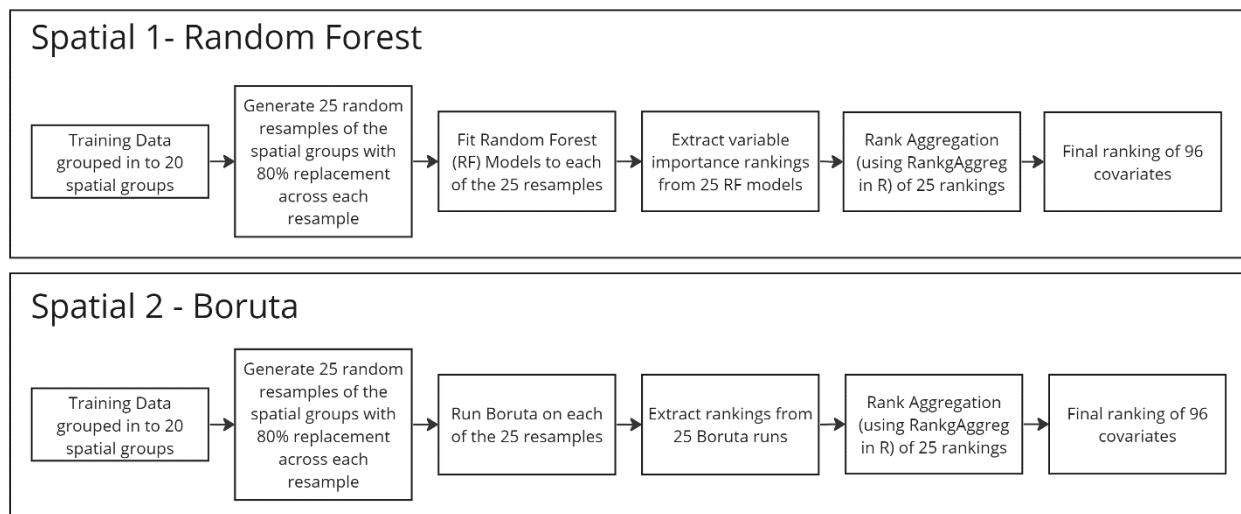 Spatial 1- Random Forest
Training Data
grouped in to 20
spatial groups
Generate 25 random
resamples of the
spatial groups with
80% replacement
across each
resample
Fit Random Forest
(RF) Models to each
of the 25 resamples
Extract variable
importance rankings
from 25 RF models
Rank Aggregation
(using RankgAggreg
in R) of 25 rankings
Final ranking of 96
covariates
Spatial 2 - Boruta
Training Data
grouped in to 20
spatial groups
Generate 25 random
resamples of the
spatial groups with
80% replacement
across each
resample
Run Boruta on each
of the 25 resamples
Extract rankings from
25 Boruta runs
Rank Aggregation
(using RankgAggreg
in R) of 25 rankings
Final ranking of 96
covariates